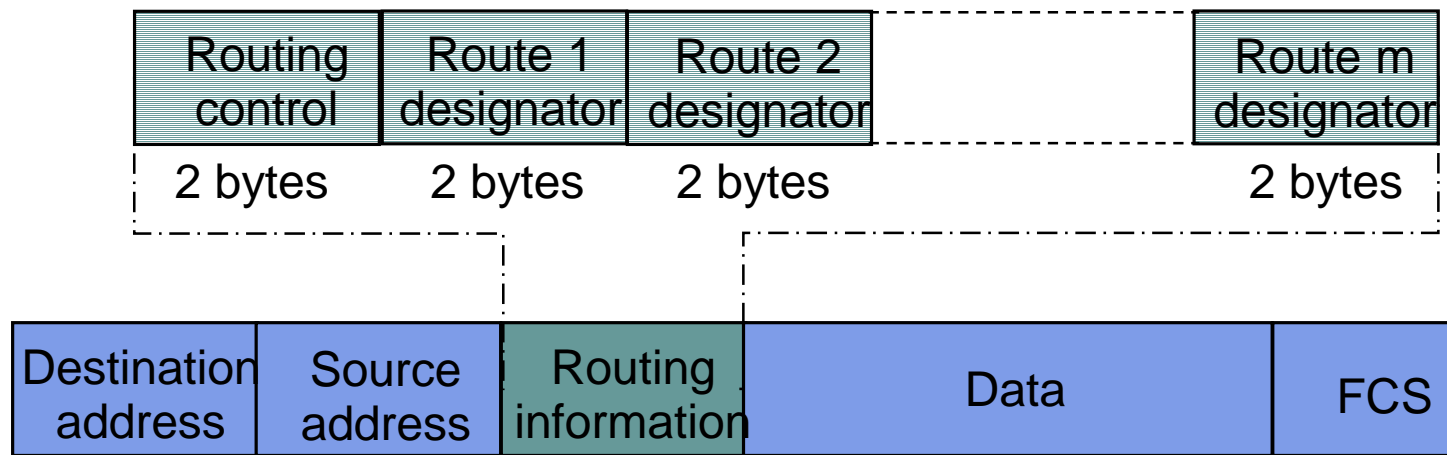 Routing Route 1 Route 2 Route m
control designator designator designator
2 bytes 2 bytes 2 bytes 2 bytes
Destination Source Routing Data FCS
address address information